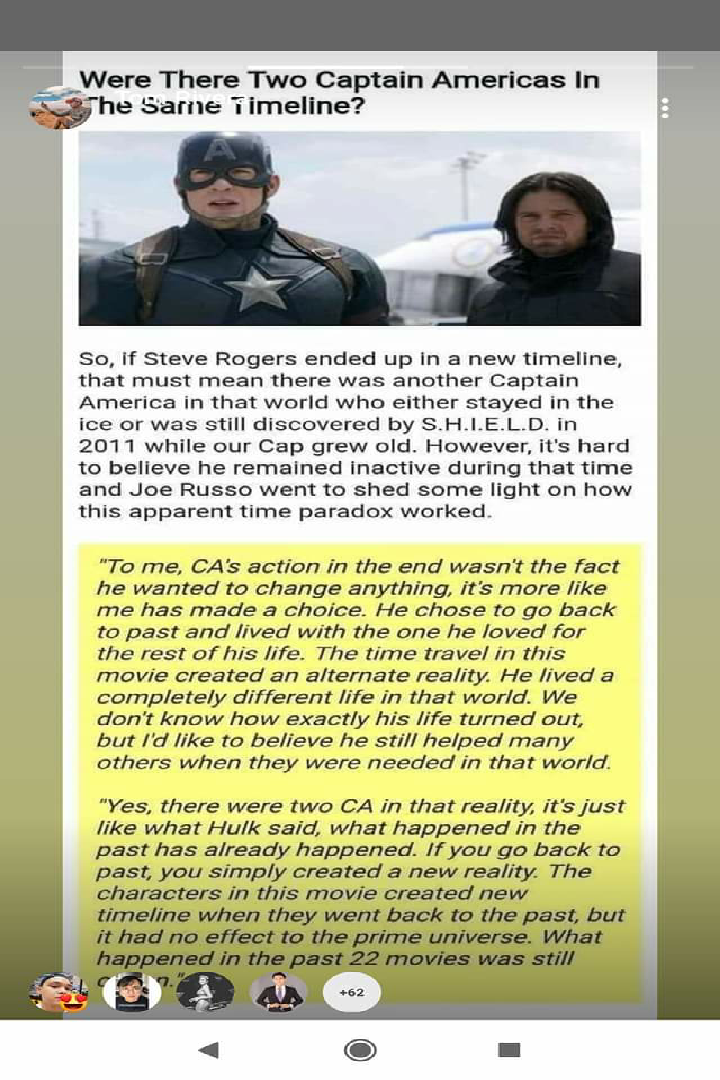 Were There Two Captain Americas In
The Same Timeline?
So, if Steve Rogers ended up in a new timeline,
that must mean there was another Captain
America in that world who either stayed in the
ice or was still discovered by S.H.I.E.L.D. in
2011 while our Cap grew old. However, it's hard
to believe he remained inactive during that time
and Joe Russo went to shed some light on how
this apparent time paradox worked.
"To me, CA's action in the end wasn't the fact
he wanted to change anything, it's more like
me has made a choice. He chose to go back
to past and lived with the one he loved for
the rest of his life. The time travel in this
movie created an alternate reality. He lived a
completely different life in that world. We
don't know how exactly his life turned out,
but I'd like to believe he still helped many
others when they were needed in that world.
"Yes, there were two CA in that reality, it's just
like what Hulk said, what happened in the
past has already happened. If you go back to
past, you simply created a new reality. The
characters in this movie created new
timeline when they went back to the past, but
it had no effect to the prime universe. What
happened in the past 22 movies was still
+62